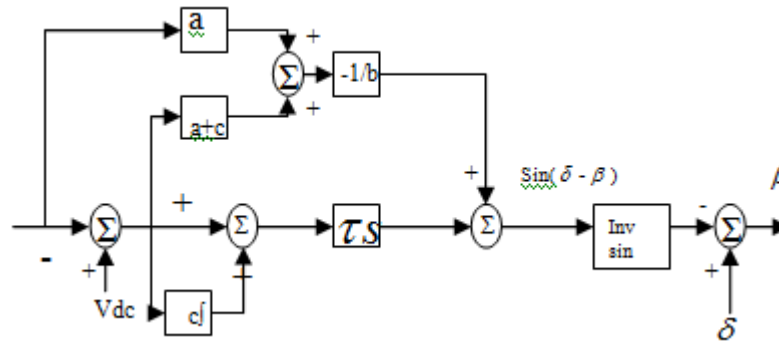 a
+
Σ
-1/b
+
a+c
+
Sin(δ - β)
+
-
Σ
Σ
τs
Σ
Inv
sin
Σ
-
+
+
+
Vdc
c∫
δ